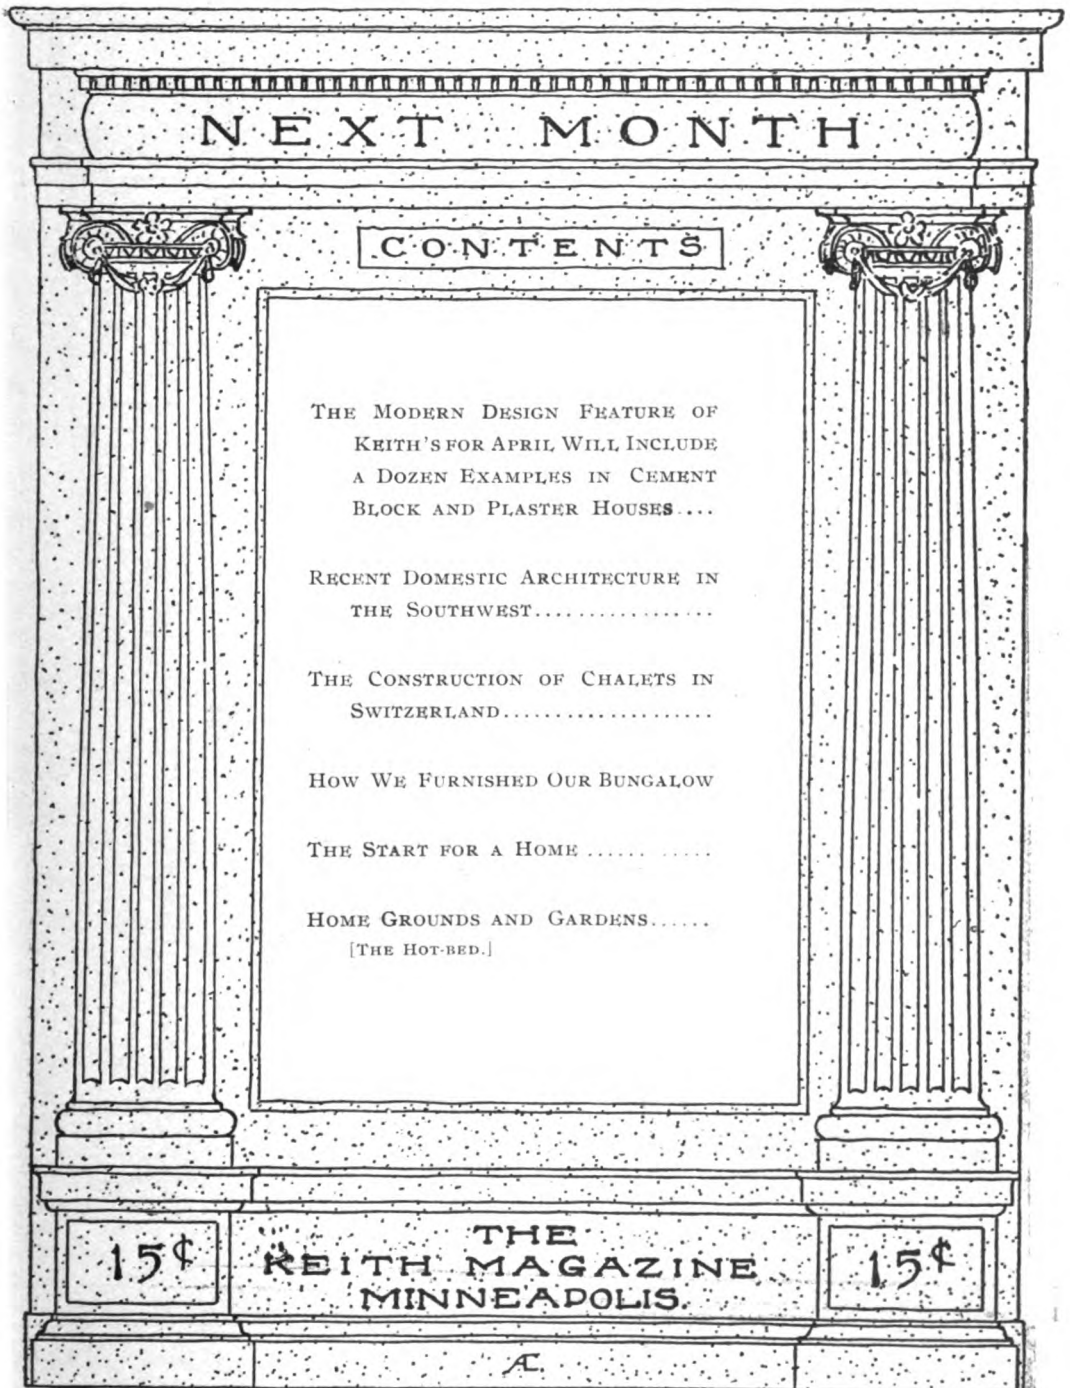 NEXT MONTH
CONTENTS
THE MODERN DESIGN FEATURE OF
KEITH'S FOR APRIL WILL INCLUDE
A DOZEN EXAMPLES IN CEMENT
BLOCK AND PLASTER HOUSES....
RECENT DOMESTIC ARCHITECTURE IN
THE SOUTHWEST.................
THE CONSTRUCTION OF CHALETS IN
SWITZERLAND.....................
HOW WE FURNISHED OUR BUNGALOW
THE START FOR A HOME ...... .....
HOME GROUNDS AND GARDENS......
[THE HOT-BED.]
15¢
THE
KEITH MAGAZINE
MINNEAPOLIS.
15¢
Æ.